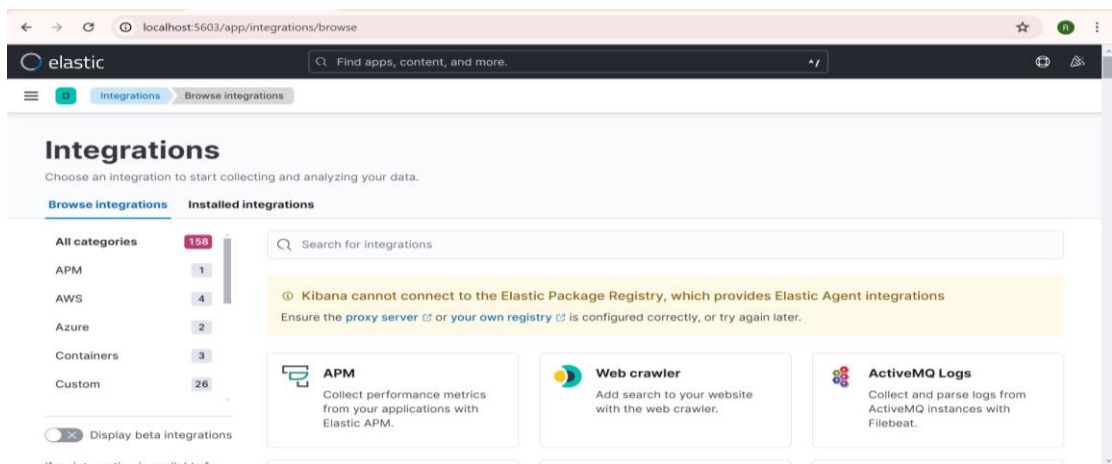 localhost:5603/app/integrations/browse
R
elastic
Find apps, content, and more.
^/
D
Integrations
Browse integrations
Integrations
Choose an integration to start collecting and analyzing your data.
Browse integrations
Installed integrations
All categories 158
APM 1
AWS 4
Azure 2
Containers 3
Custom 26
Display beta integrations
Search for integrations
Kibana cannot connect to the Elastic Package Registry, which provides Elastic Agent integrations
Ensure the proxy server or your own registry is configured correctly, or try again later.
APM
Collect performance metrics
from your applications with
Elastic APM.
Web crawler
Add search to your website
with the web crawler.
ActiveMQ Logs
Collect and parse logs from
ActiveMQ instances with
Filebeat.